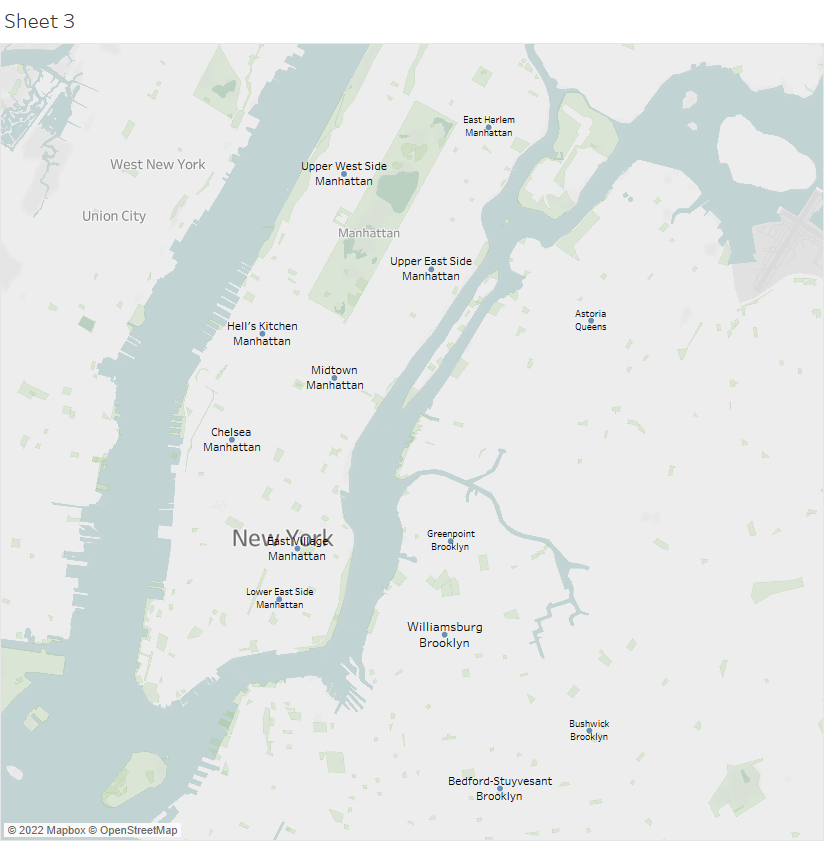 Sheet 3
East Harlem
Manhattan
West New York
Upper West Side
Manhattan
Union City
Manhattan
Upper East Side
Manhattan
Astoria
Queens
Hell's Kitchen
Manhattan
Midtown
Manhattan
Chelsea
Manhattan
New York
East Village
Manhattan
Greenpoint
Brooklyn
Lower East Side
Manhattan
Williamsburg
Brooklyn
Bushwick
Brooklyn
Bedford-Stuyvesant
Brooklyn
© 2022 Mapbox © OpenStreetMap